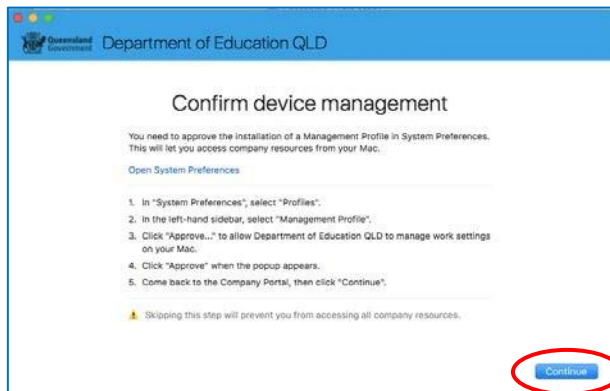 Queensland
Government
Department of Education QLD
Confirm device management
You need to approve the installation of a Management Profile in System Preferences.
This will let you access company resources from your Mac.
Open System Preferences
1. In "System Preferences", select "Profiles".
2. In the left-hand sidebar, select "Management Profile".
3. Click "Approve..." to allow Department of Education QLD to manage work settings
on your Mac.
4. Click "Approve" when the popup appears.
5. Come back to the Company Portal, then click "Continue".
Skipping this step will prevent you from accessing all company resources.
Continue